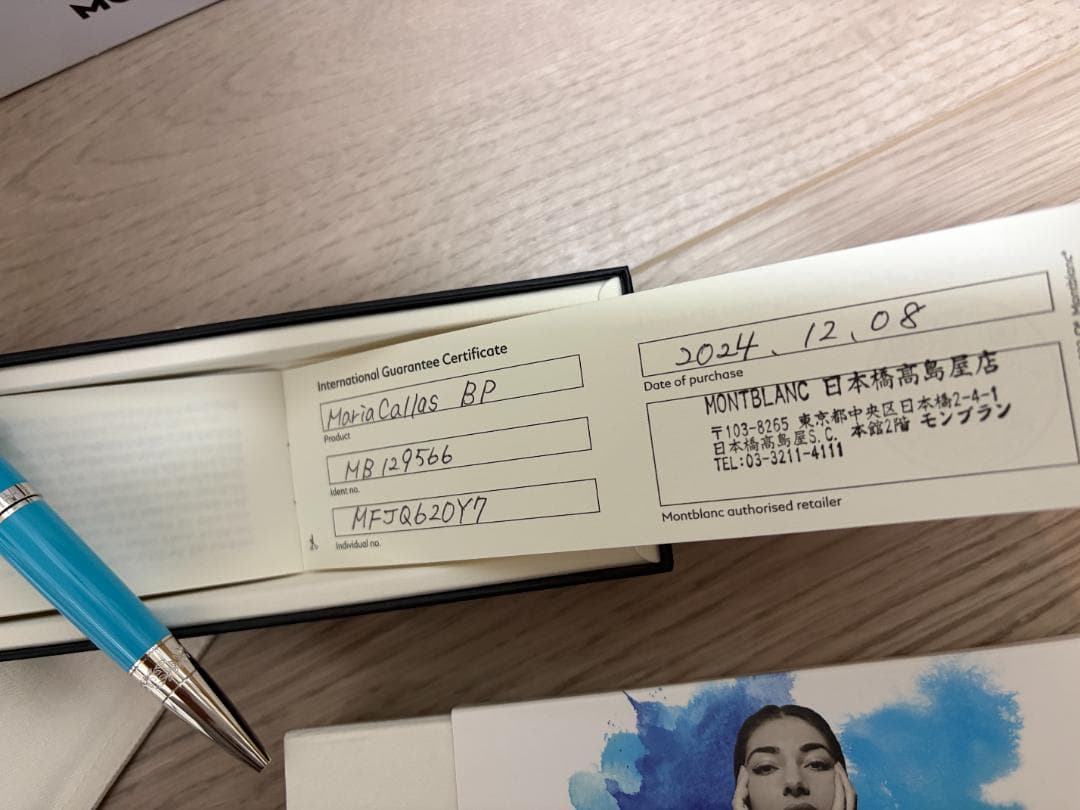 International Guarantee Certificate
Maria Callas BP
Product
MB 129566
Ident no.
MFJQ620Y7
Individual no.
2024. 12. 08
Date of purchase
MONTBLANC 日本橋高島屋店
〒103-8265 東京都中央区日本橋2-4-1
日本橋高島屋S.C. 本館2階 モンブラン
TEL:03-3211-4111
Montblanc authorised retailer
Montblanc®